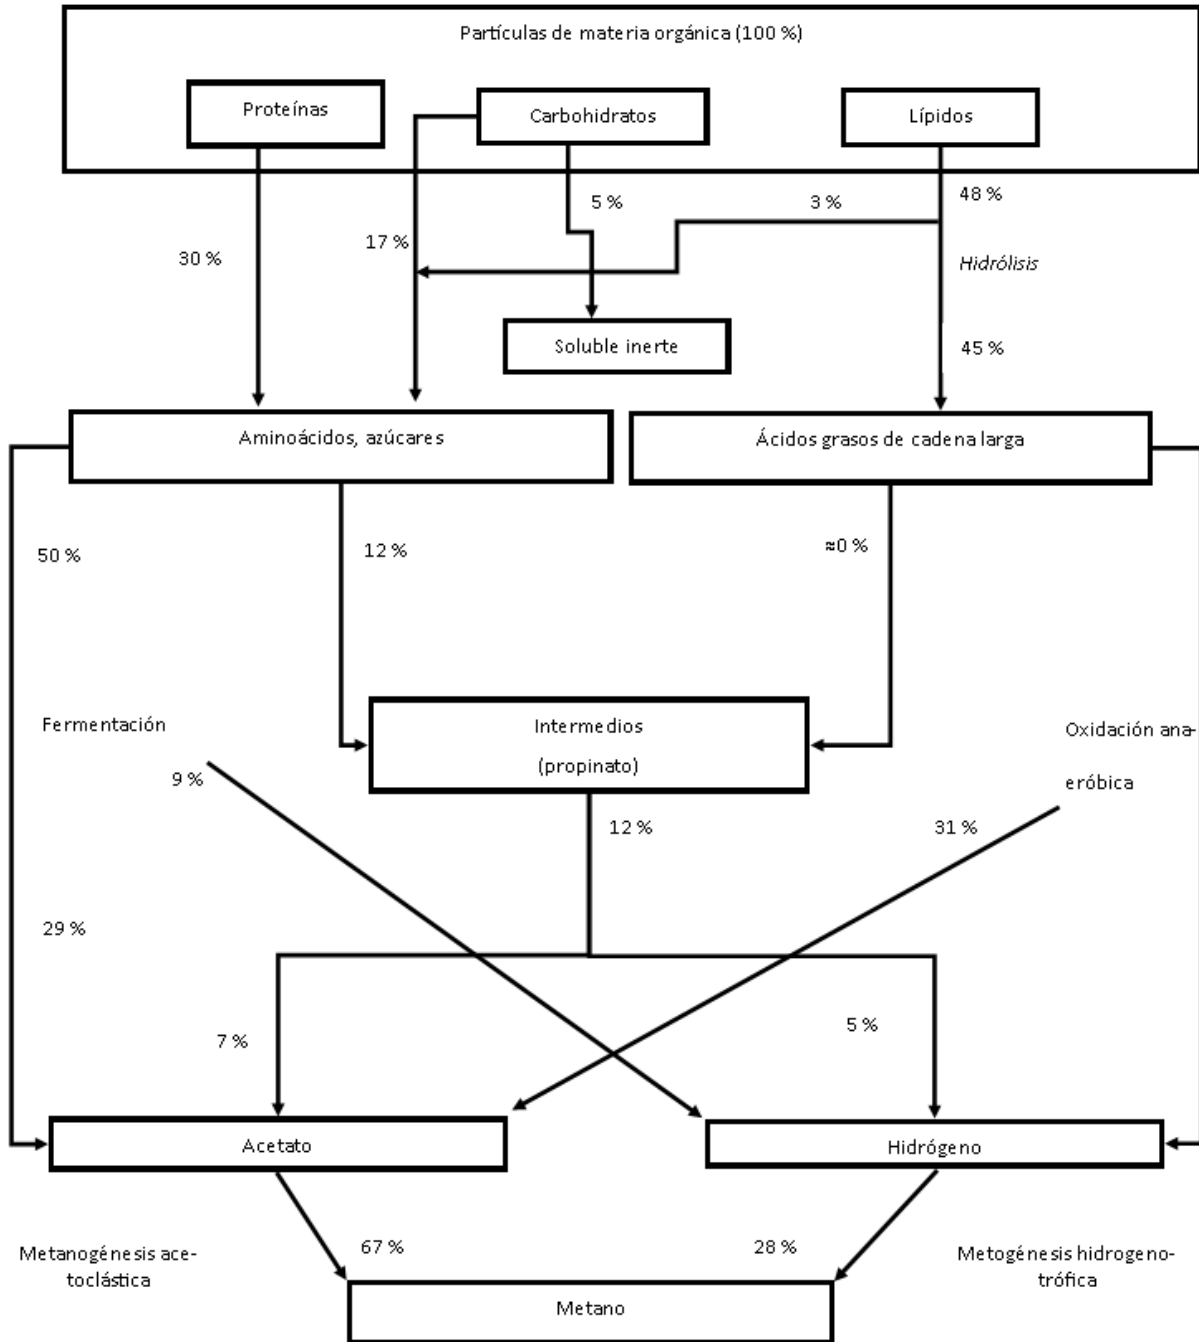 Partículas de materia orgánica (100 %)
Proteínas
Carbohidratos
Lípidos
5 %
3 %
48 %
17 %
30 %
Hidrólisis
Soluble inerte
45 %
Aminoácidos, azúcares
Ácidos grasos de cadena larga
50 %
12 %
≈0 %
Fermentación
Intermedios
(propinato)
Oxidación ana-
eróbica
9 %
12 %
31 %
29 %
7 %
5 %
Acetato
Hidrógeno
Metanogénesis ace-
toclástica
67 %
28 %
Metogénesis hidrogeno-
trófica
Metano